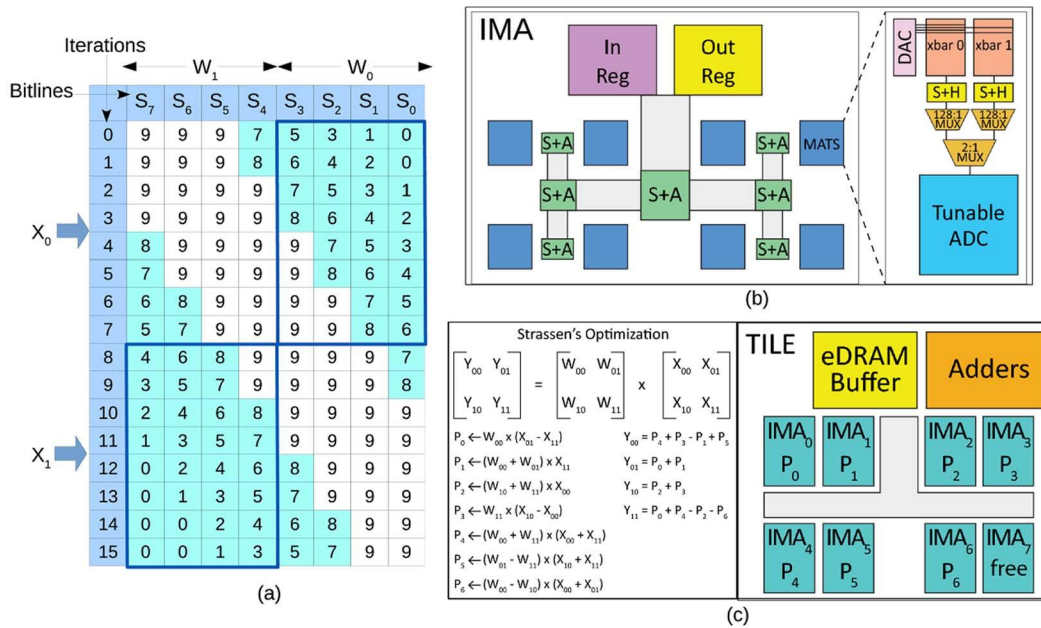 Iterations
W1 W0
Bitlines S7 S6 S5 S4 S3 S2 S1 S0
0 9 9 9 7 5 3 1 0
1 9 9 9 8 6 4 2 0
2 9 9 9 9 7 5 3 1
3 9 9 9 9 8 6 4 2
X0
4 8 9 9 9 9 7 5 3
5 7 9 9 9 9 8 6 4
6 6 8 9 9 9 9 7 5
7 5 7 9 9 9 9 8 6
8 4 6 8 9 9 9 9 7
9 3 5 7 9 9 9 9 8
10 2 4 6 8 9 9 9 9
11 1 3 5 7 9 9 9 9
X1
12 0 2 4 6 8 9 9 9
13 0 1 3 5 7 9 9 9
14 0 0 2 4 6 8 9 9
15 0 0 1 3 5 7 9 9
(a)
IMA
In
Reg
Out
Reg
S+A
S+A
MATS
S+A
S+A
S+A
S+A
S+A
DAC
xbar 0
xbar 1
S+H
S+H
128:1
MUX
128:1
MUX
2:1
MUX
Tunable
ADC
(b)
Strassen's Optimization
Y00 Y01 = W00 W01 x X00 X01
Y10 Y11 W10 W11 X10 X11
P0 ← W00 x (X01 - X11) Y00 = P4 + P3 - P1 + P5
P1 ← (W00 + W01) x X11 Y01 = P0 + P1
P2 ← (W10 + W11) x X00 Y10 = P2 + P3
P3 ← W11 x (X10 - X00) Y11 = P0 + P4 - P2 - P6
P4 ← (W00 + W11) x (X00 + X11)
P5 ← (W01 - W11) x (X10 + X11)
P6 ← (W00 - W10) x (X00 + X01)
TILE
eDRAM
Buffer
Adders
IMA0 IMA1 IMA2 IMA3
P0 P1 P2 P3
IMA4 IMA5 IMA6 IMA7
P4 P5 P6 free
(c)